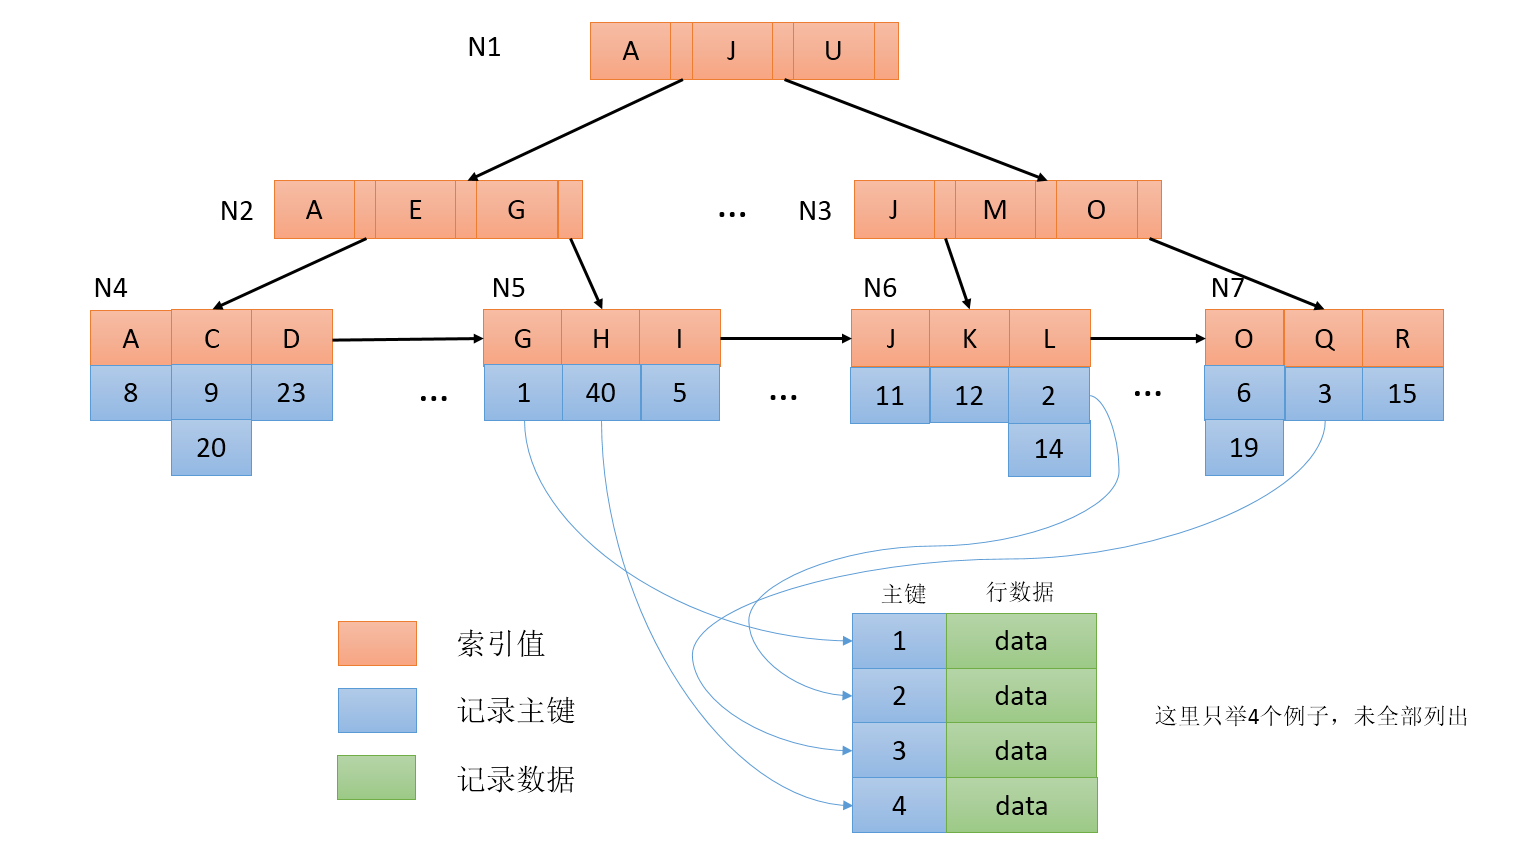 N1
A J U
N2
A E G
...
N3
J M O
N4
A C D
8 9 23
20
...
N5
G H I
1 40 5
...
N6
J K L
11 12 2
14
...
N7
O Q R
6 3 15
19
主键 行数据
1 data
2 data
3 data
4 data
索引值
记录主键
记录数据
这里只举4个例子，未全部列出